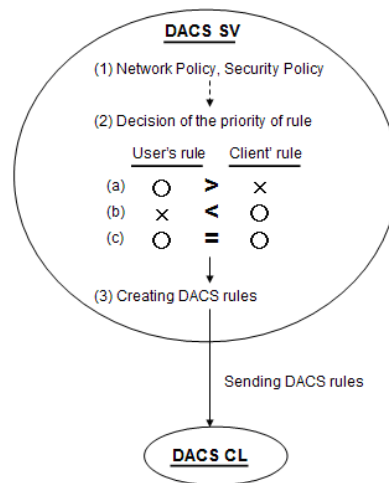 DACS SV
(1) Network Policy, Security Policy
(2) Decision of the priority of rule
User's rule Client' rule
(a) ○ > ×
(b) × < ○
(c) ○ = ○
(3) Creating DACS rules
Sending DACS rules
DACS CL